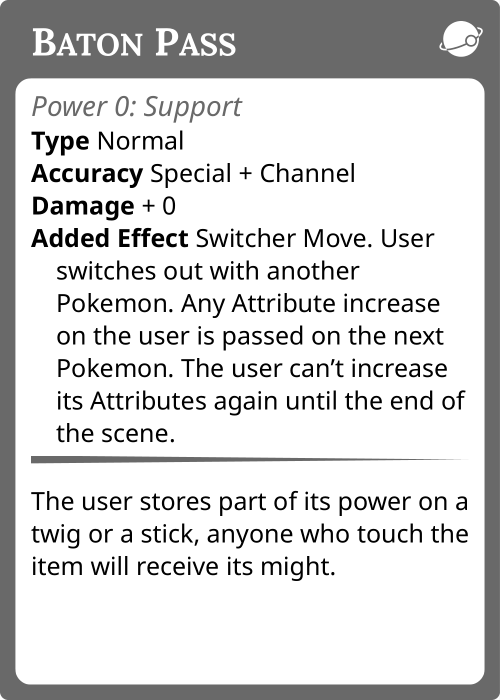 BATON PASS
Power 0: Support
Type Normal
Accuracy Special + Channel
Damage + 0
Added Effect Switcher Move. User
switches out with another
Pokemon. Any Attribute increase
on the user is passed on the next
Pokemon. The user can’t increase
its Attributes again until the end of
the scene.
The user stores part of its power on a
twig or a stick, anyone who touch the
item will receive its might.